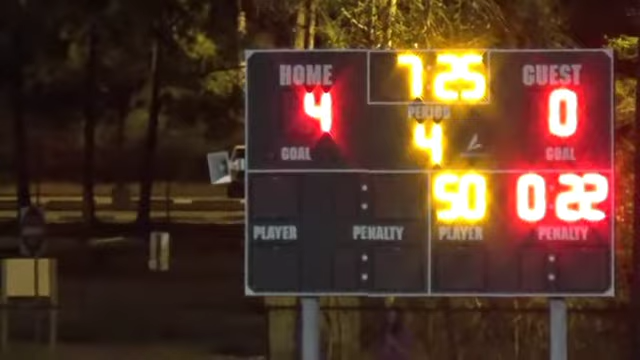 HOME 7:25 GUEST
4 PERIOD 0
GOAL 4 GOAL
50 0:22
PLAYER PENALTY PLAYER PENALTY